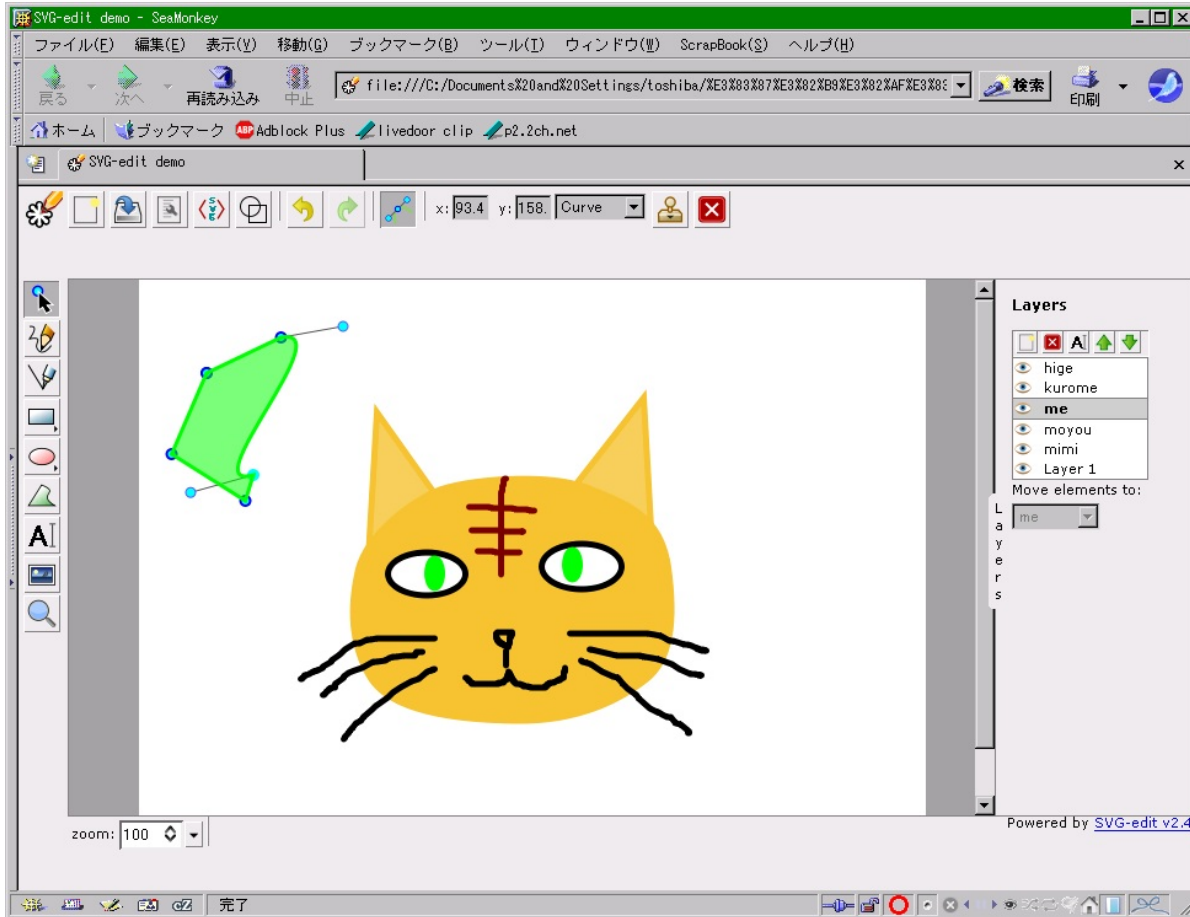 SVG-edit demo - SeaMonkey
ファイル(F) 編集(E) 表示(V) 移動(G) ブックマーク(B) ツール(T) ウィンドウ(W) ScrapBook(S) ヘルプ(H)
戻る 次へ 再読み込み 中止 file:///C:/Documents%20and%20Settings/toshiba/%E3%83%87%E3%82%B9%E3%82%AF%E3%8 検索 印刷
ホーム ブックマーク ABP Adblock Plus livedoor clip p2.2ch.net
SVG-edit demo
x: 93.4 y: 158. Curve
Layers
hige
kurome
me
moyou
mimi
Layer 1
Move elements to:
me
Layers
zoom: 100
Powered by SVG-edit v2.4
完了